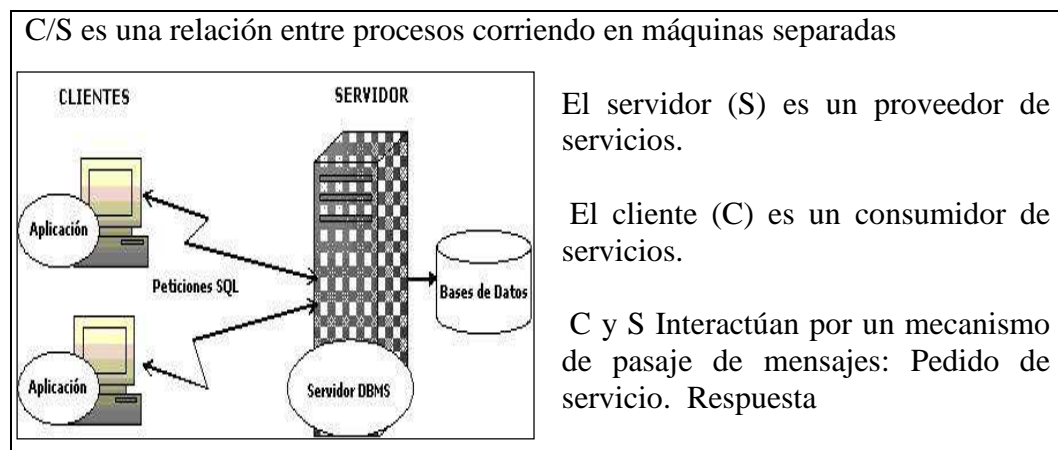 C/S es una relación entre procesos corriendo en máquinas separadas
CLIENTES
SERVIDOR
Aplicación
Peticiones SQL
Bases de Datos
Aplicación
Servidor DBMS
El servidor (S) es un proveedor de
servicios.
El cliente (C) es un consumidor de
servicios.
C y S Interactúan por un mecanismo
de pasaje de mensajes: Pedido de
servicio. Respuesta